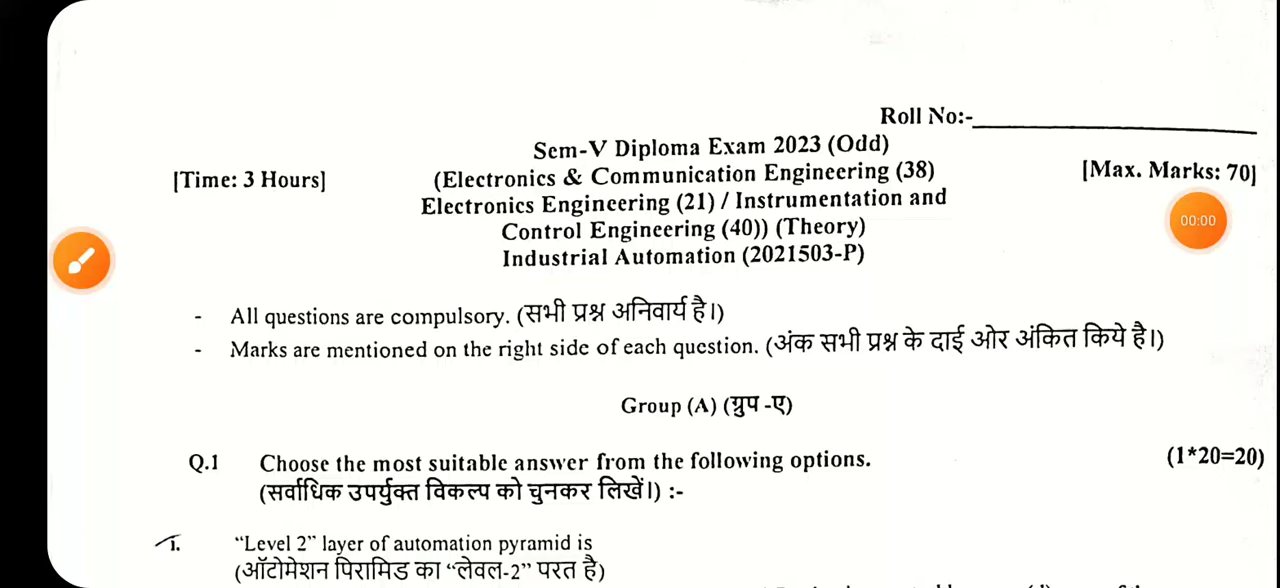 Roll No:-
Sem-V Diploma Exam 2023 (Odd)
[Time: 3 Hours] (Electronics & Communication Engineering (38) [Max. Marks: 70]
Electronics Engineering (21) / Instrumentation and
00:00
Control Engineering (40)) (Theory)
Industrial Automation (2021503-P)
- All questions are compulsory. (सभी प्रश्न अनिवार्य है।)
- Marks are mentioned on the right side of each question. (अंक सभी प्रश्न के दाई ओर अंकित किये है।)
Group (A) (ग्रुप -ए)
Q.1 Choose the most suitable answer from the following options. (1*20=20)
(सर्वाधिक उपर्युक्त विकल्प को चुनकर लिखें।) :-
1. “Level 2” layer of automation pyramid is
(ऑटोमेशन पिरामिड का “लेवल-2” परत है)